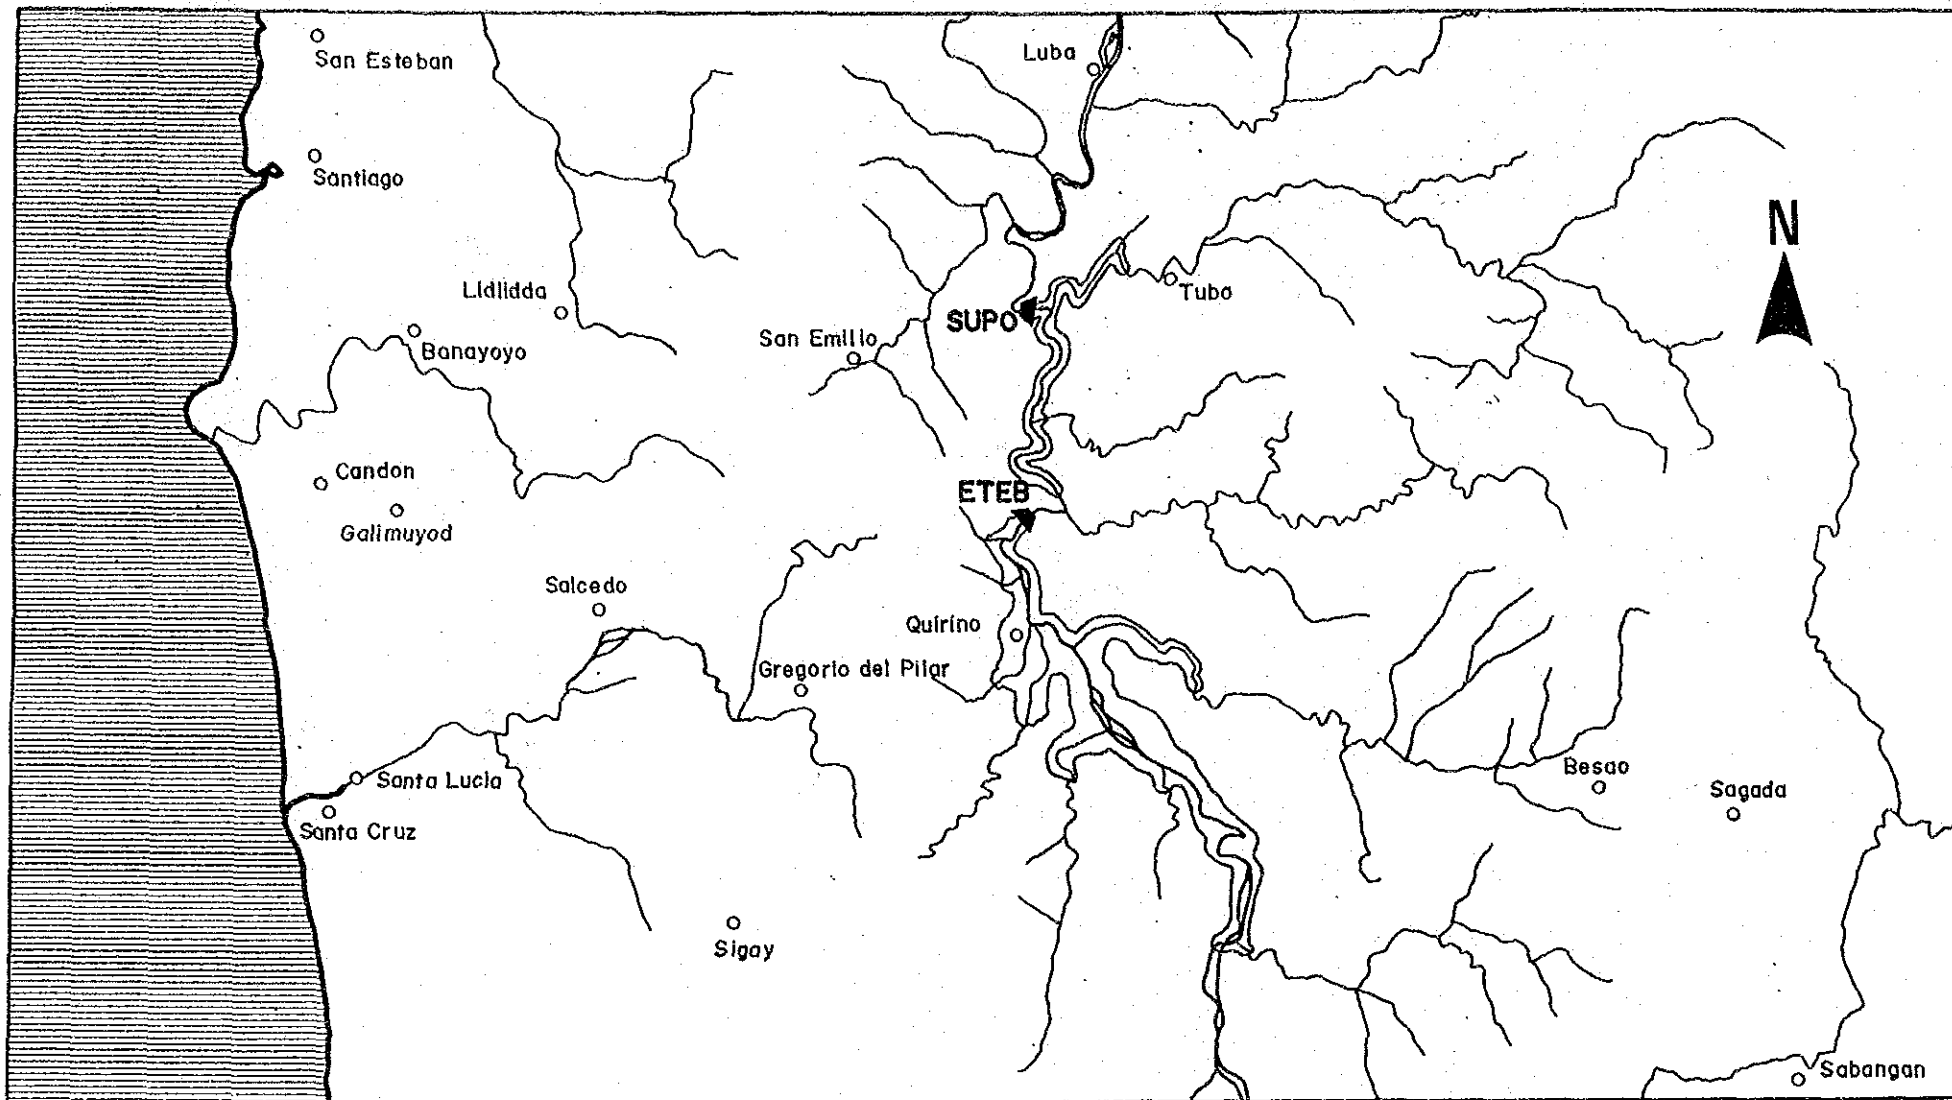 San Esteban
Luba
Santiago
N
Lidlidda
Tubo
SUPO
San Emilio
Banayoyo
Candon
ETEB
Galimuyod
Salcedo
Quirino
Gregorio del Pilar
Besao
Santa Lucia
Sagada
Santa Cruz
Sigay
Sabangan